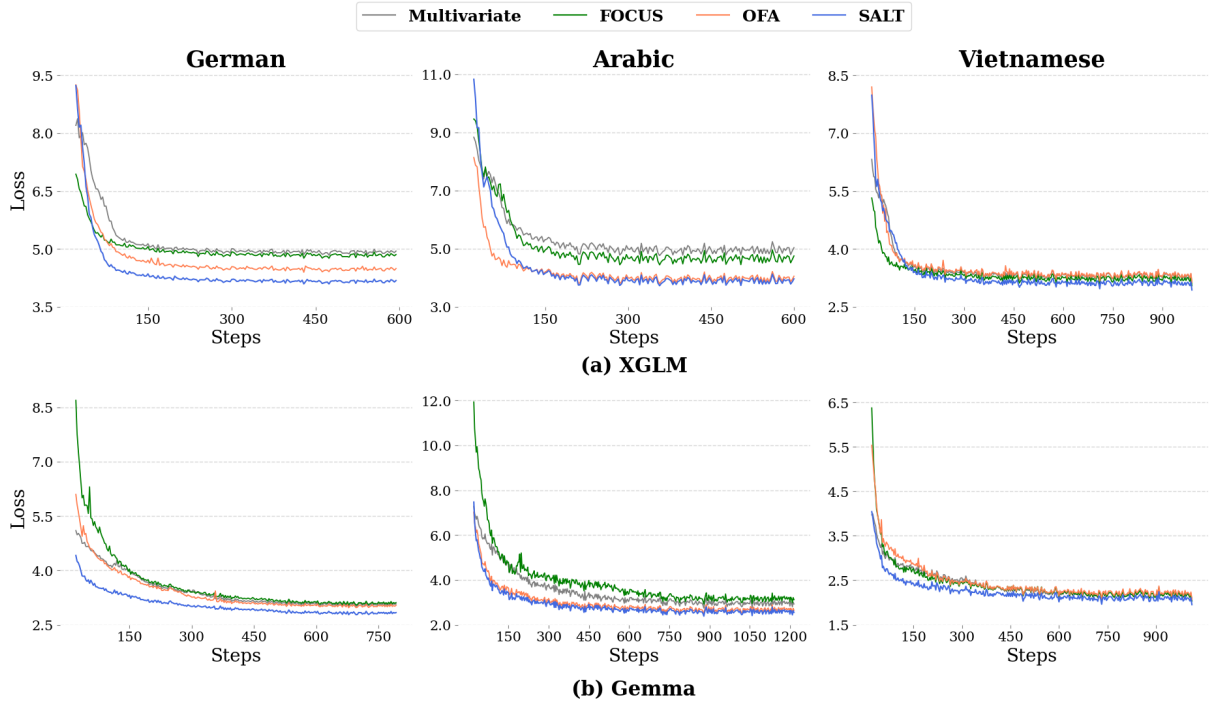 Multivariate FOCUS OFA SALT
German Arabic Vietnamese
Loss
9.5
8.0
6.5
5.0
3.5
150 300 450 600
Steps
11.0
9.0
7.0
5.0
3.0
150 300 450 600
Steps
8.5
7.0
5.5
4.0
2.5
150 300 450 600 750 900
Steps
(a) XGLM
Loss
8.5
7.0
5.5
4.0
2.5
150 300 450 600 750
Steps
12.0
10.0
8.0
6.0
4.0
2.0
150 300 450 600 750 900 1050 1200
Steps
6.5
5.5
4.5
3.5
2.5
1.5
150 300 450 600 750 900
Steps
(b) Gemma